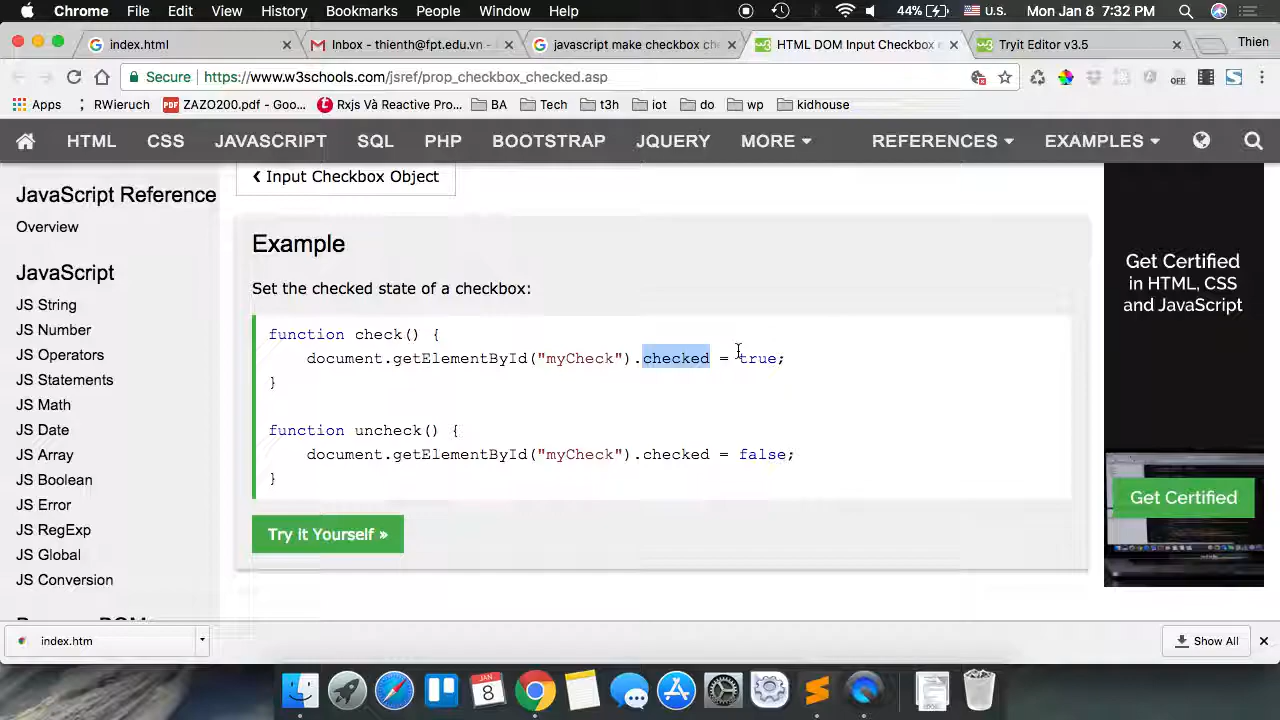 Chrome File Edit View History Bookmarks People Window Help 44% U.S. Mon Jan 8 7:32 PM
index.html
Inbox - thiênth@fpt.edu.vn -
javascript make checkbox che
HTML DOM Input Checkbox
Tryit Editor v3.5
Thien
Secure https://www.w3schools.com/jsref/prop_checkbox_checked.asp
OFF
Apps RWieruch ZAZO200.pdf - Goo... Rxjs Và Reactive P... BA Tech t3h iot do wp kidhouse
HTML CSS JAVASCRIPT SQL PHP BOOTSTRAP JQUERY MORE REFERENCES EXAMPLES
JavaScript Reference
Overview
JavaScript
JS String
JS Number
JS Operators
JS Statements
JS Math
JS Date
JS Array
JS Boolean
JS Error
JS RegExp
JS Global
JS Conversion
❮ Input Checkbox Object
Example
Set the checked state of a checkbox:
function check() {
document.getElementById("myCheck").checked = true;
}
function uncheck() {
document.getElementById("myCheck").checked = false;
}
Try it Yourself »
Get Certified
in HTML, CSS
and JavaScript
Get Certified
index.htm
Show All
JAN
8